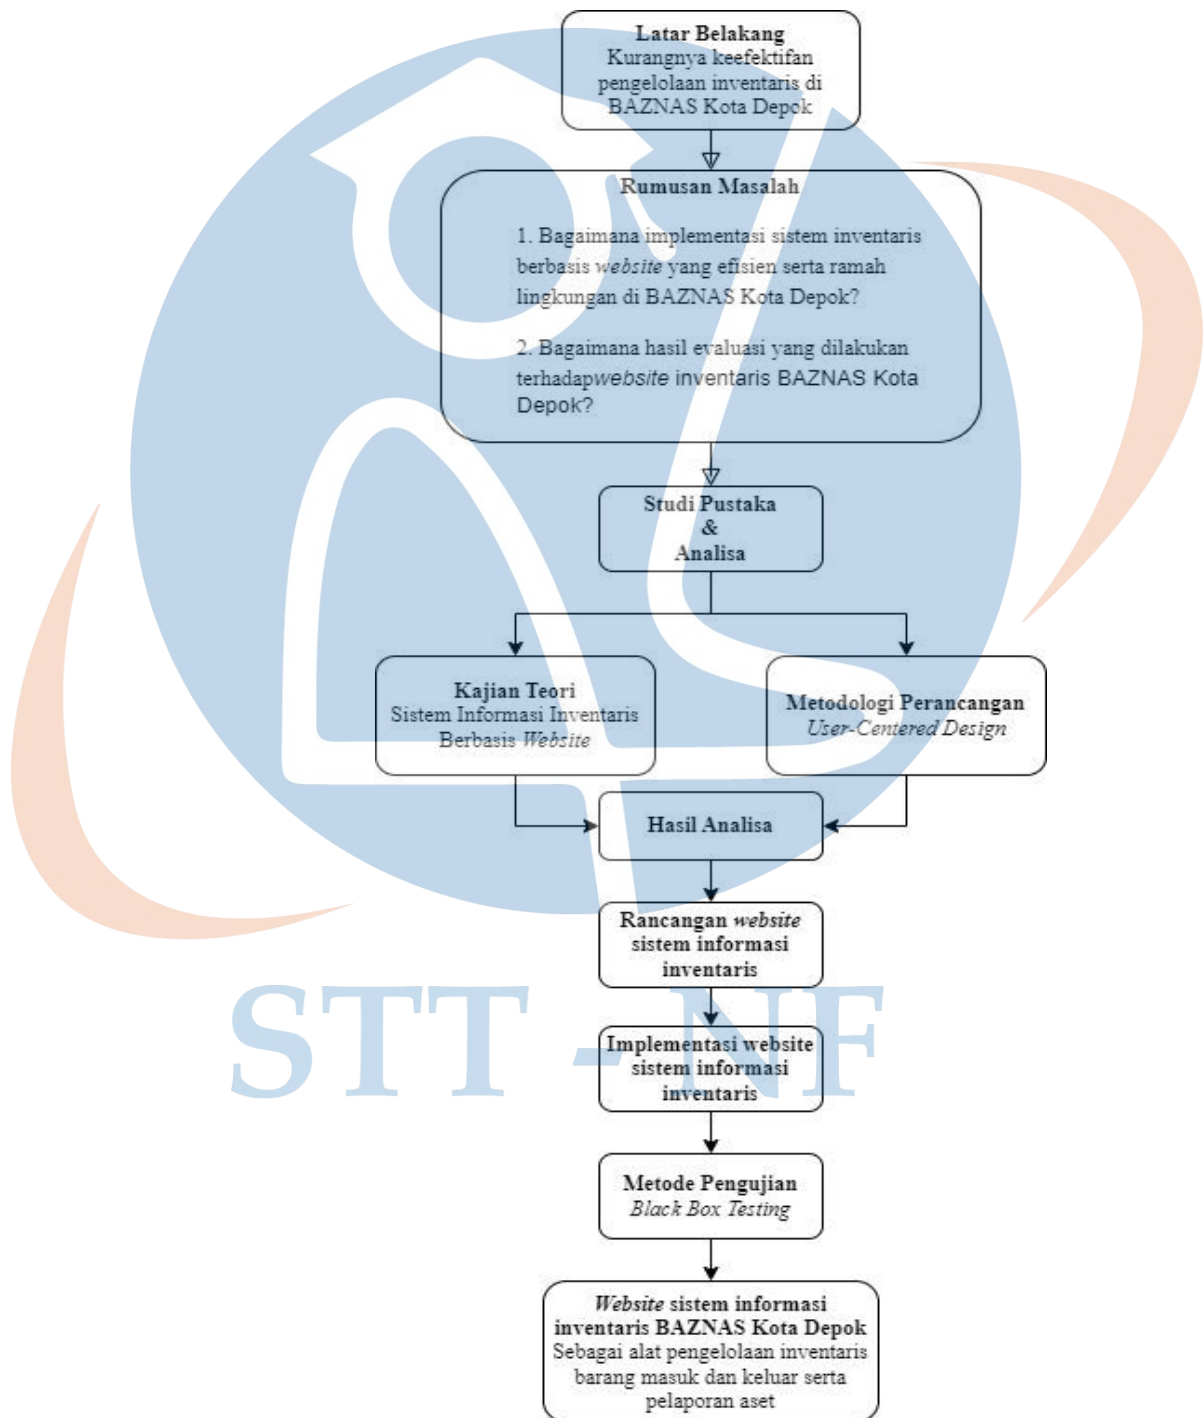 Latar Belakang
Kurangnya keefektifan
pengelolaan inventaris di
BAZNAS Kota Depok
Rumusan Masalah
1. Bagaimana implementasi sistem inventaris
berbasis website yang efisien serta ramah
lingkungan di BAZNAS Kota Depok?
2. Bagaimana hasil evaluasi yang dilakukan
terhadapwebsite inventaris BAZNAS Kota
Depok?
Studi Pustaka
&
Analisa
Kajian Teori
Sistem Informasi Inventaris
Berbasis Website
Metodologi Perancangan
User-Centered Design
Hasil Analisa
Rancangan website
sistem informasi
inventaris
STT - NF
Implementasi website
sistem informasi
inventaris
Metode Pengujian
Black Box Testing
Website sistem informasi
inventaris BAZNAS Kota Depok
Sebagai alat pengelolaan inventaris
barang masuk dan keluar serta
pelaporan aset